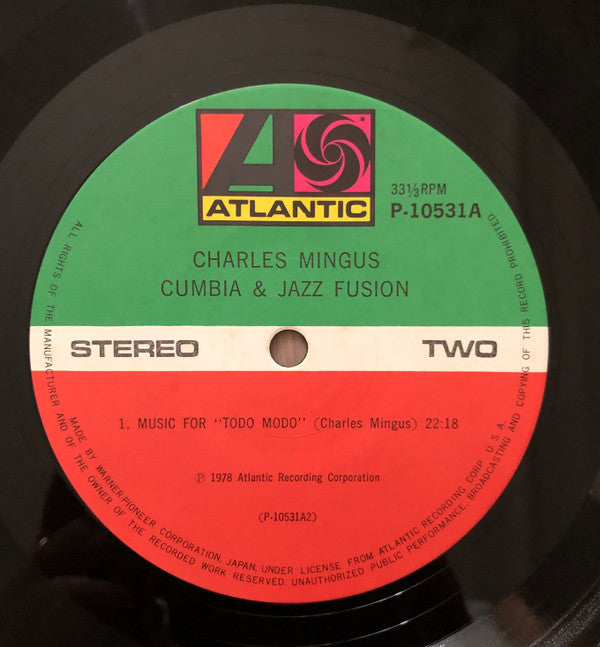 ATLANTIC
33⅓RPM
P-10531A
CHARLES MINGUS
CUMBIA & JAZZ FUSION
STEREO
TWO
1. MUSIC FOR "TODO MODO" (Charles Mingus) 22:18
Ⓟ 1978 Atlantic Recording Corporation
(P-10531A2)
ALL RIGHTS OF THE MANUFACTURER AND OF THE OWNER OF THE RECORDED WORK RESERVED. UNAUTHORIZED PUBLIC PERFORMANCE, BROADCASTING AND COPYING OF THIS RECORD PROHIBITED.
MADE BY WARNER-PIONEER CORPORATION JAPAN, UNDER LICENSE FROM ATLANTIC RECORDING CORP. U.S.A.